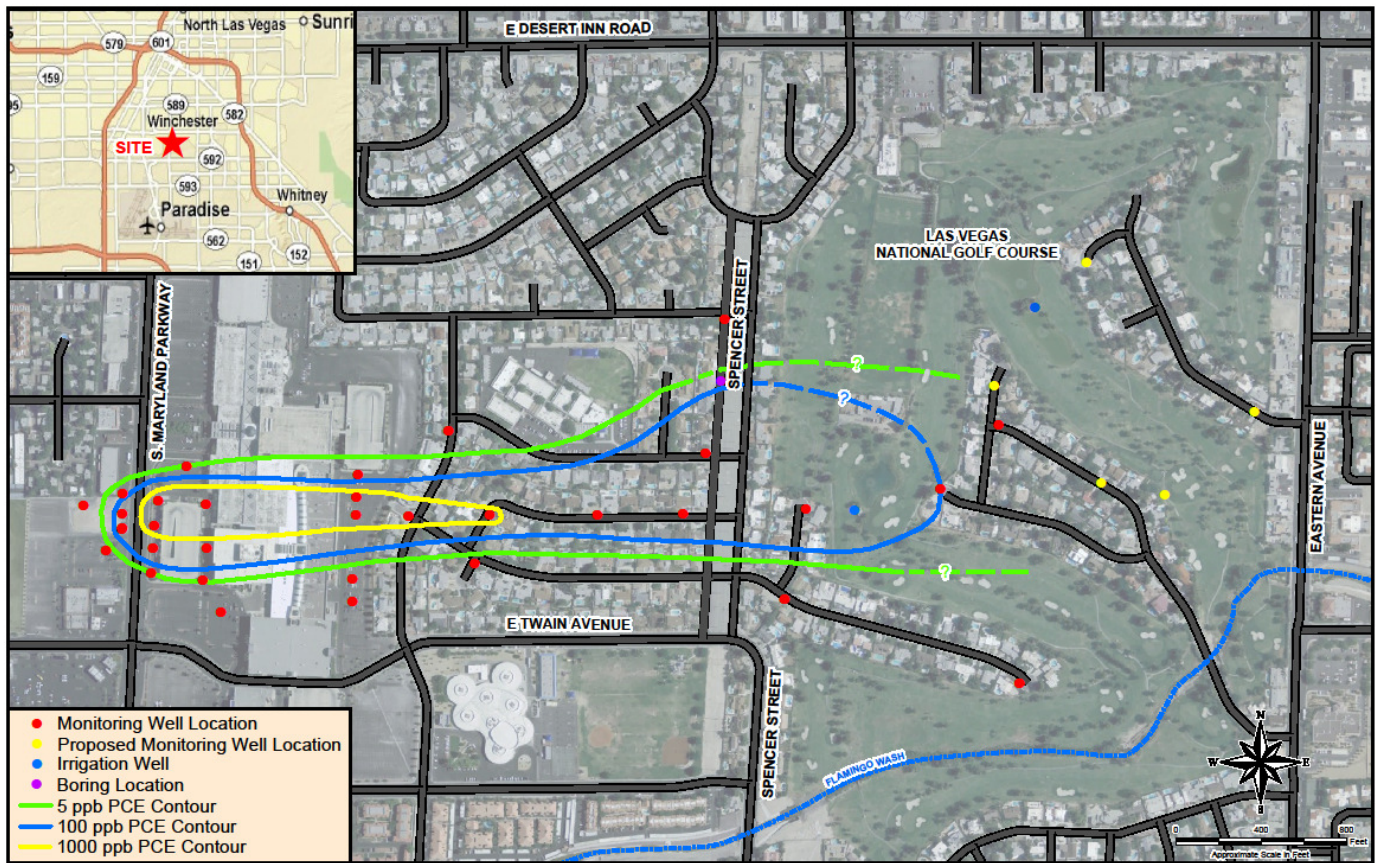 North Las Vegas
Sunri
579
601
159
95
589
582
Winchester
SITE
592
593
Whitney
Paradise
562
152
151
E DESERT INN ROAD
LAS VEGAS
NATIONAL GOLF COURSE
S. MARYLAND PARKWAY
SPENCER STREET
?
?
EASTERN AVENUE
?
E TWAIN AVENUE
SPENCER STREET
FLAMINGO WASH
Monitoring Well Location
Proposed Monitoring Well Location
Irrigation Well
Boring Location
5 ppb PCE Contour
100 ppb PCE Contour
1000 ppb PCE Contour
N
W
E
S
0 400 800
Feet
Approximate Scale in Feet